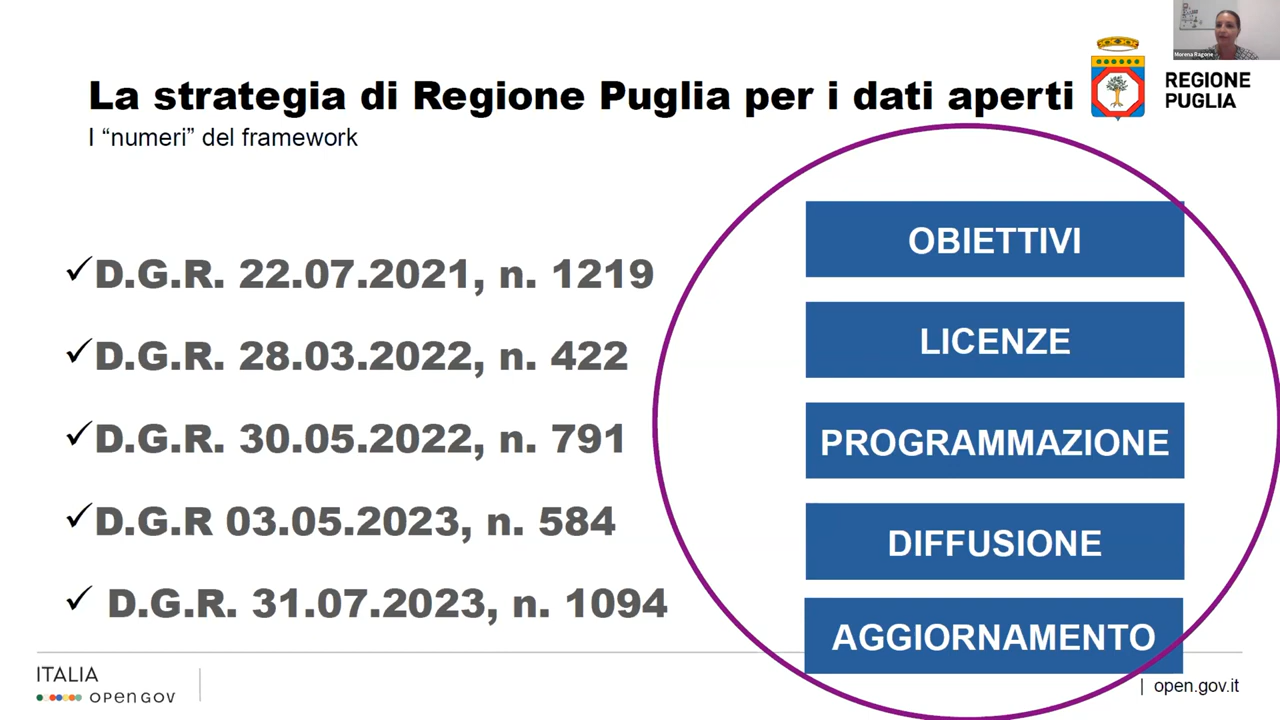 Morena Ragone
La strategia di Regione Puglia per i dati aperti
I “numeri” del framework
REGIONE
PUGLIA
✓D.G.R. 22.07.2021, n. 1219
✓D.G.R. 28.03.2022, n. 422
✓D.G.R. 30.05.2022, n. 791
✓D.G.R 03.05.2023, n. 584
✓ D.G.R. 31.07.2023, n. 1094
OBIETTIVI
LICENZE
PROGRAMMAZIONE
DIFFUSIONE
AGGIORNAMENTO
ITALIA
OPEN GOV
| open.gov.it